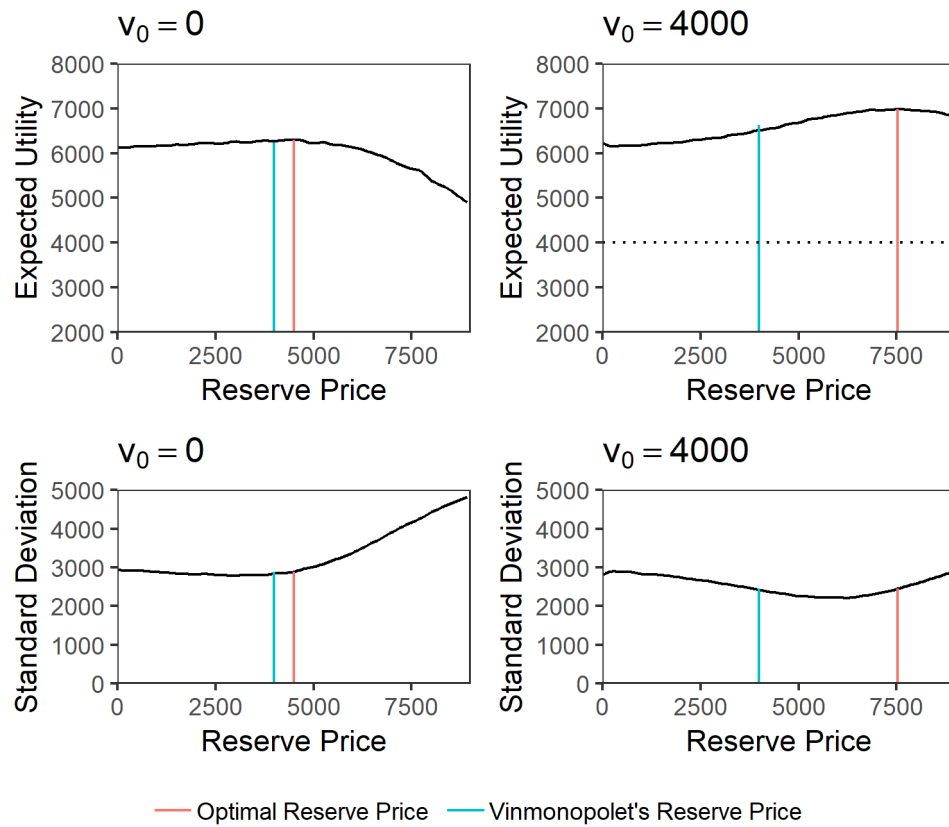 v₀ = 0
v₀ = 4000
Expected Utility
8000
7000
6000
5000
4000
3000
2000
0 2500 5000 7500
Reserve Price
Expected Utility
8000
7000
6000
5000
4000
3000
2000
0 2500 5000 7500
Reserve Price
v₀ = 0
v₀ = 4000
Standard Deviation
5000
4000
3000
2000
1000
0
0 2500 5000 7500
Reserve Price
Standard Deviation
5000
4000
3000
2000
1000
0
0 2500 5000 7500
Reserve Price
Optimal Reserve Price Vinmonopolet's Reserve Price